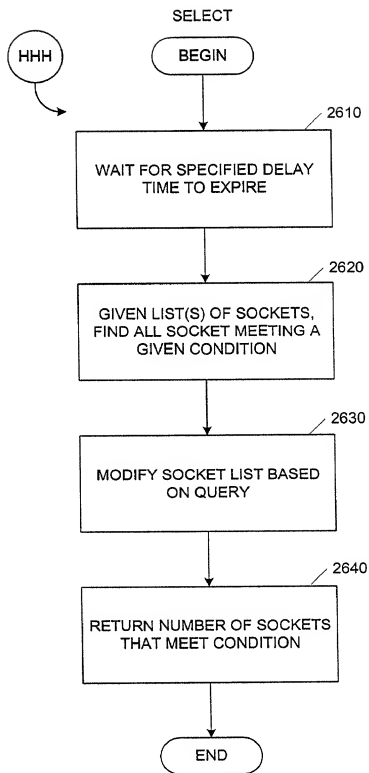 SELECT
HHH
BEGIN
2610
WAIT FOR SPECIFIED DELAY
TIME TO EXPIRE
2620
GIVEN LIST(S) OF SOCKETS,
FIND ALL SOCKET MEETING A
GIVEN CONDITION
2630
MODIFY SOCKET LIST BASED
ON QUERY
2640
RETURN NUMBER OF SOCKETS
THAT MEET CONDITION
END